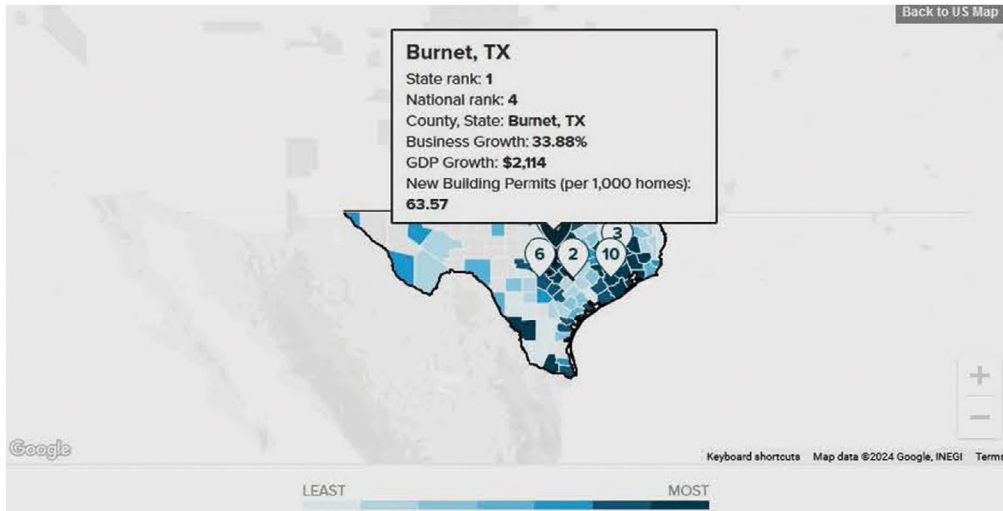 Back to US Map
Burnet, TX
State rank: 1
National rank: 4
County, State: Burnet, TX
Business Growth: 33.88%
GDP Growth: $2,114
New Building Permits (per 1,000 homes):
63.57
3
6 2 10
Google
Keyboard shortcuts Map data ©2024 Google, INEGI Terms
LEAST MOST